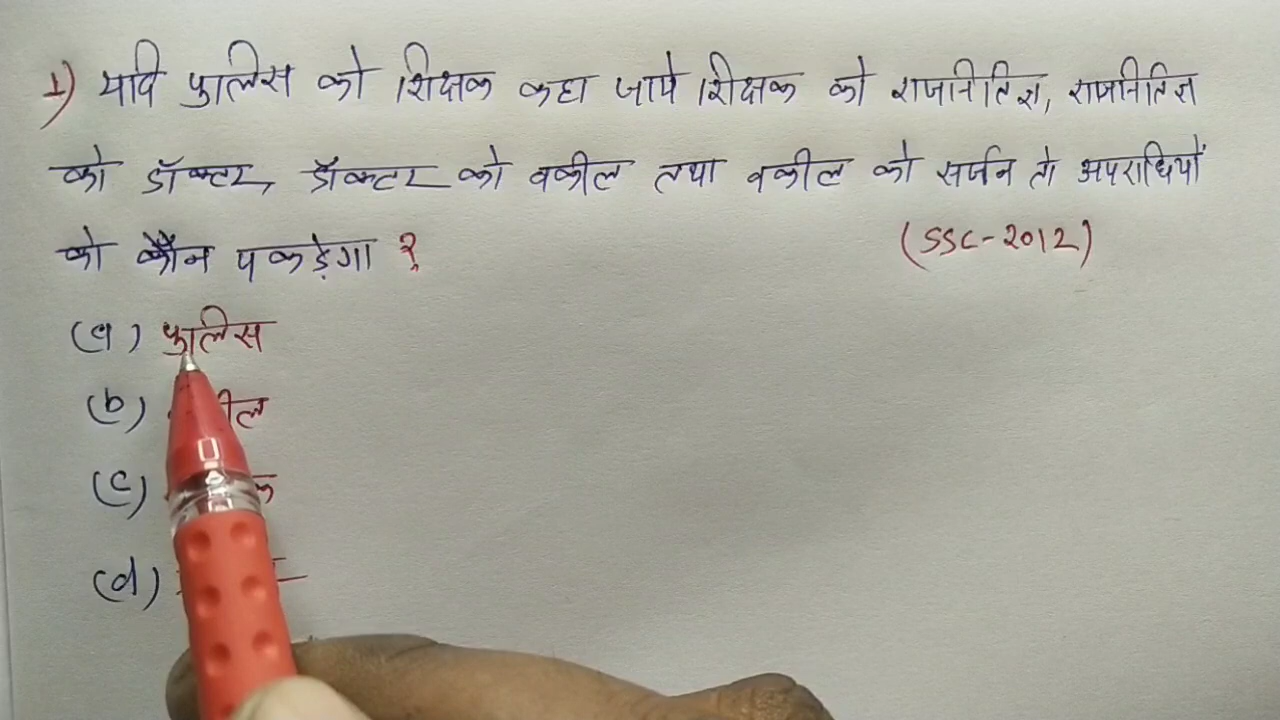 1) यदि पुलिस को शिक्षक कहा जाये शिक्षक को राजनितिज्ञ, राजनितिज्ञ
को डॉक्टर, डॉक्टर को वकील तथा वकील को सर्जन तो अपराधियों
को कौन पकड़ेगा ?
(SSC-2012)
(a) पुलिस
(b)
(c)
(d)